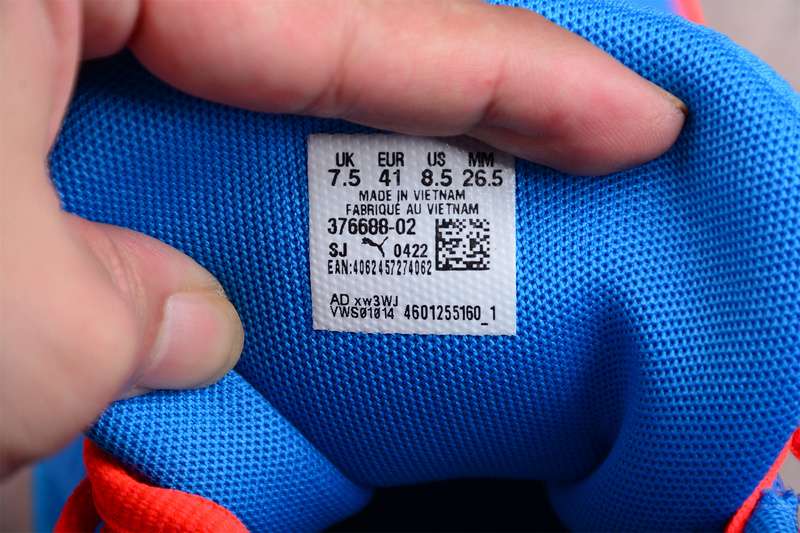 UK EUR US MM
7.5 41 8.5 26.5
MADE IN VIETNAM
FABRIQUE AU VIETNAM
376688-02
SJ 0422
EAN:4062457274062
AD xw3WJ
VWS01014 4601255160_1